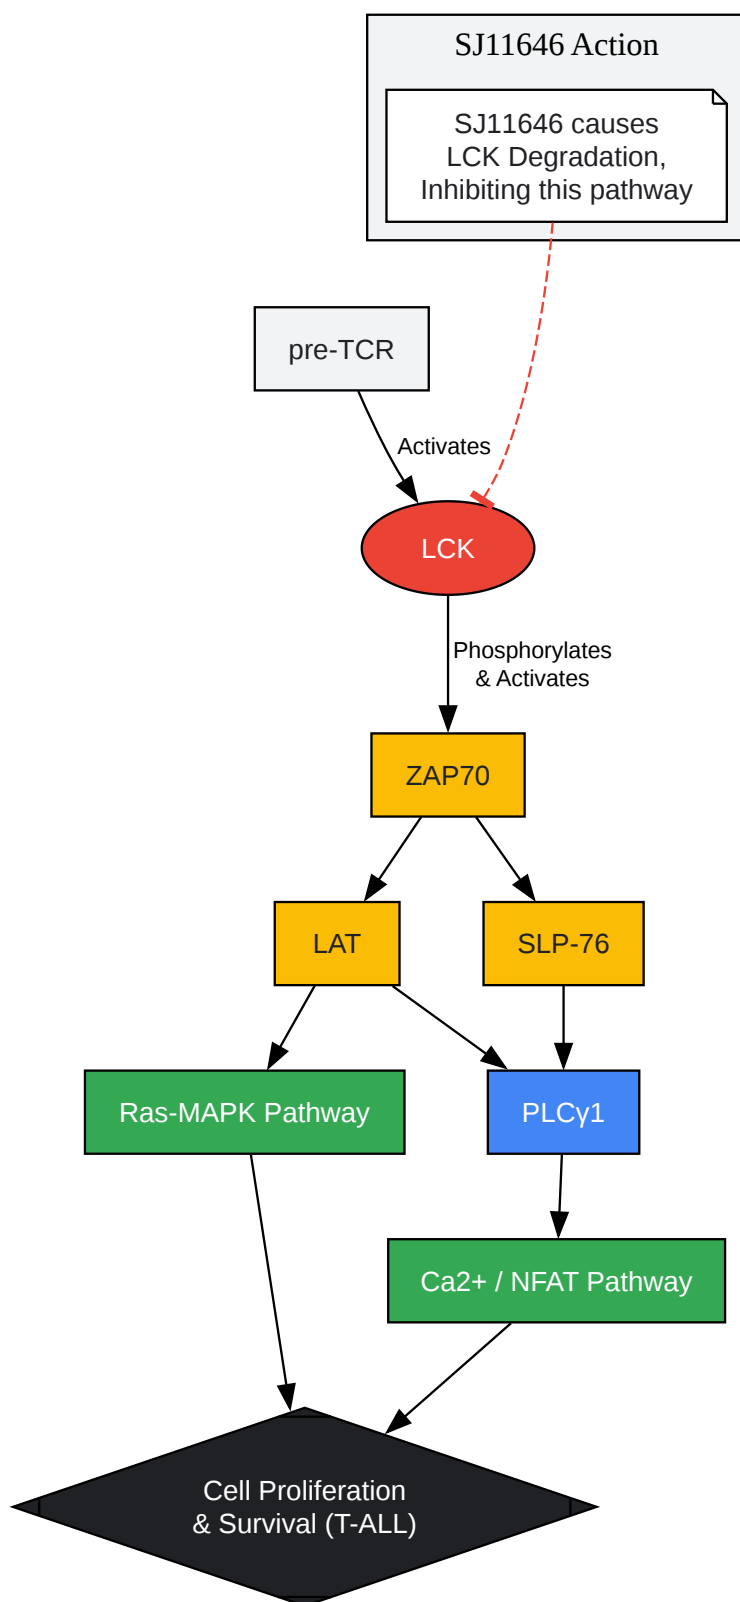 SJ11646 Action
SJ11646 causes
LCK Degradation,
Inhibiting this pathway
pre-TCR
Activates
LCK
Phosphorylates
& Activates
ZAP70
LAT
SLP-76
Ras-MAPK Pathway
PLCγ1
Ca2+ / NFAT Pathway
Cell Proliferation
& Survival (T-ALL)